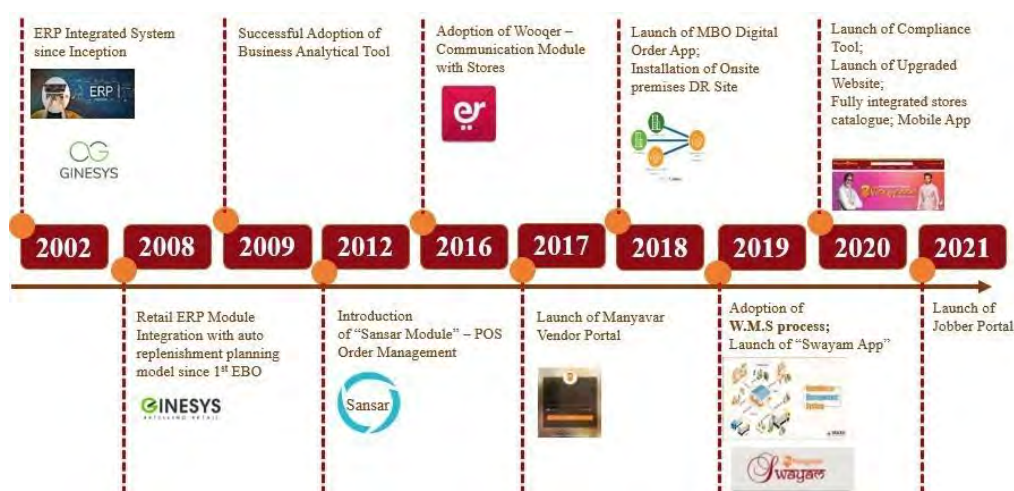 ERP Integrated System
since Inception
ERP
GINESYS
Successful Adoption of
Business Analytical Tool
Adoption of Wooqer –
Communication Module
with Stores
er
Launch of MBO Digital
Order App;
Installation of Onsite
premises DR Site
Launch of Compliance
Tool;
Launch of Upgraded
Website;
Fully integrated stores
catalogue; Mobile App
2002
2008
2009
2012
2016
2017
2018
2019
2020
2021
Retail ERP Module
Integration with auto
replenishment planning
model since 1st EBO
GINESYS
Introduction
of “Sansar Module” – POS
Order Management
Sansar
Launch of Manyavar
Vendor Portal
Adoption of
W.M.S process;
Launch of “Swayam App”
Swayam
Launch of
Jobber Portal